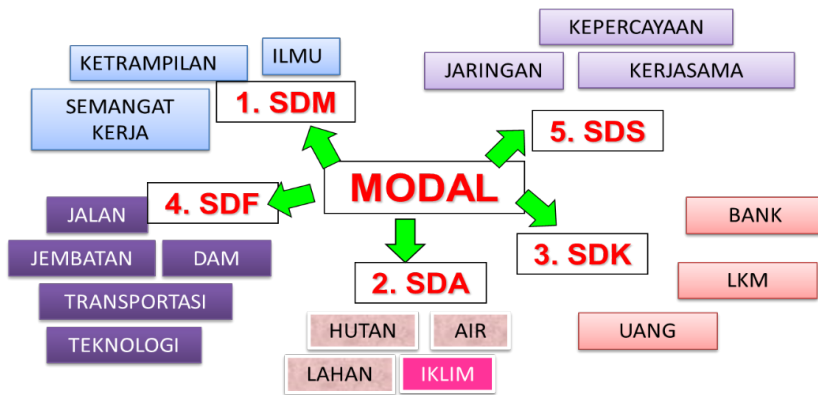 KEPERCAYAAN
KETRAMPILAN
ILMU
JARINGAN
KERJASAMA
SEMANGAT
KERJA
1. SDM
5. SDS
MODAL
JALAN
4. SDF
BANK
JEMBATAN
DAM
3. SDK
2. SDA
LKM
TRANSPORTASI
HUTAN
AIR
UANG
TEKNOLOGI
LAHAN
IKLIM